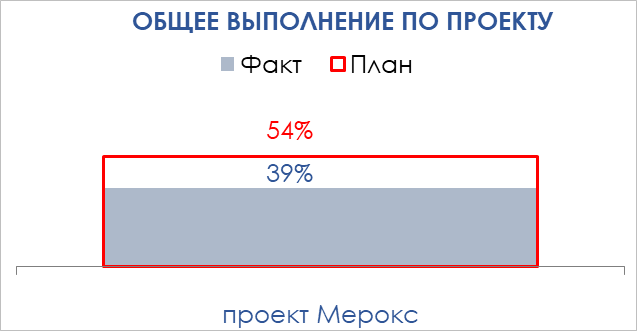 ОБЩЕЕ ВЫПОЛНЕНИЕ ПО ПРОЕКТУ
Факт План
54%
39%
проект Мерокс